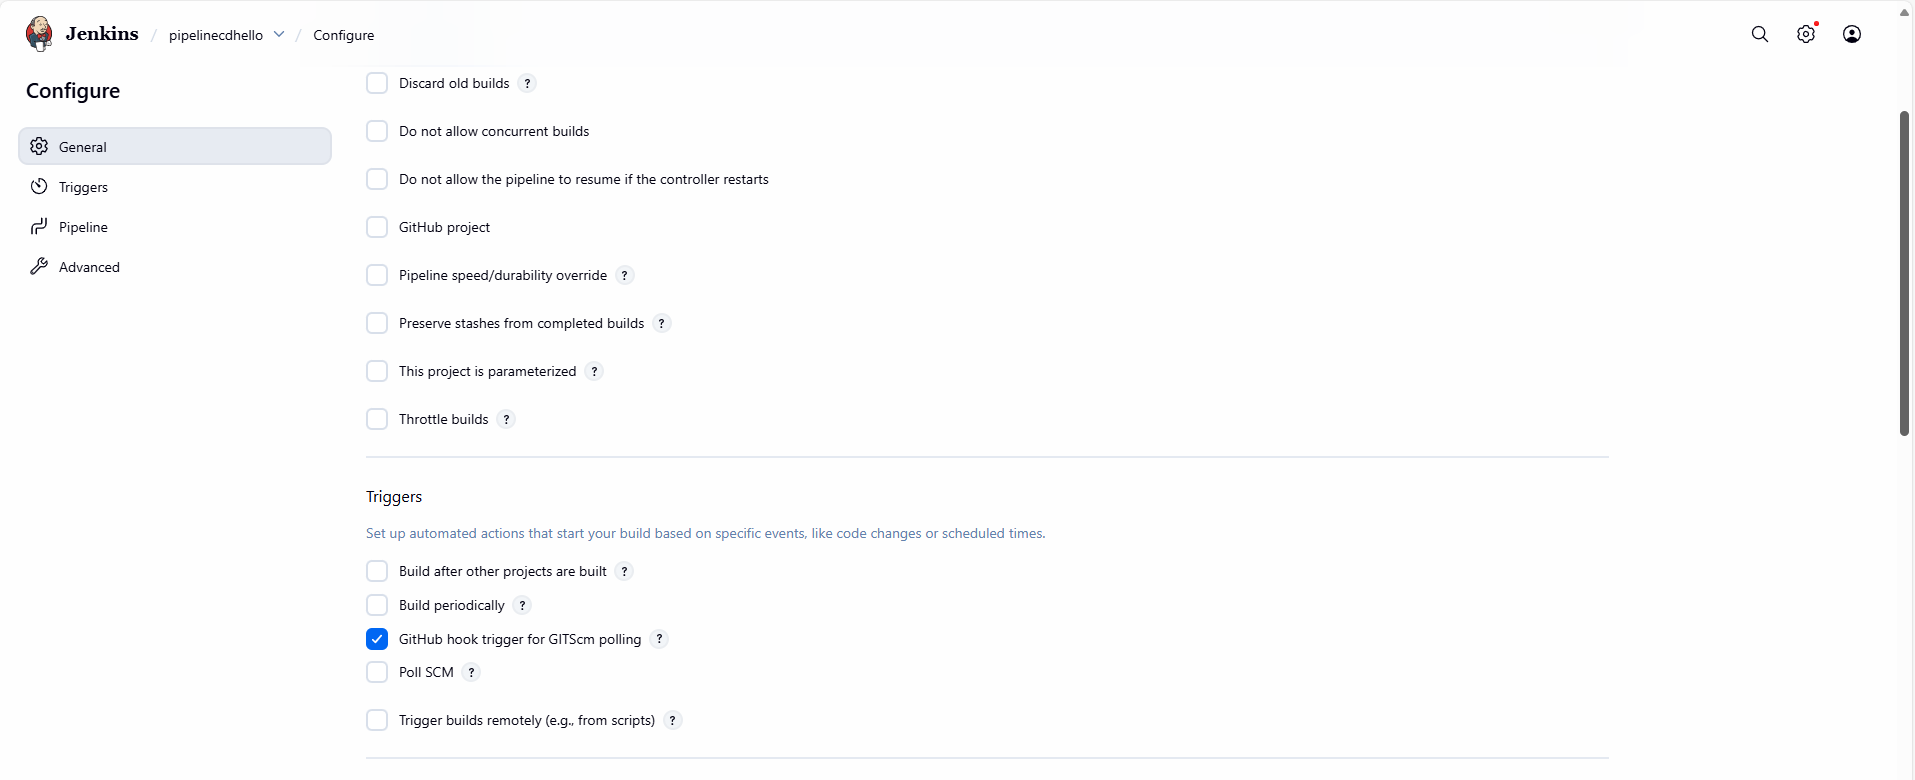 Jenkins / pipelinecdhello / Configure
Configure
General
Triggers
Pipeline
Advanced
Discard old builds ?
Do not allow concurrent builds
Do not allow the pipeline to resume if the controller restarts
GitHub project
Pipeline speed/durability override ?
Preserve stashes from completed builds ?
This project is parameterized ?
Throttle builds ?
Triggers
Set up automated actions that start your build based on specific events, like code changes or scheduled times.
Build after other projects are built ?
Build periodically ?
GitHub hook trigger for GITScm polling ?
Poll SCM ?
Trigger builds remotely (e.g., from scripts) ?